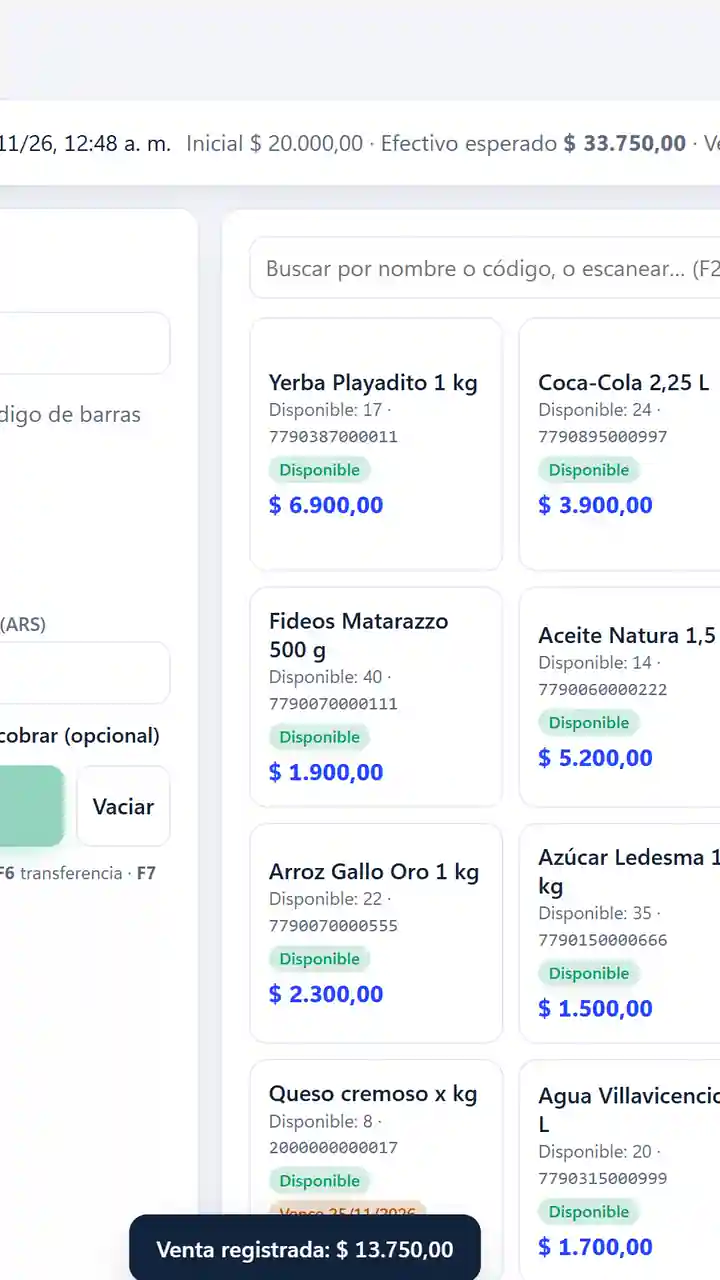 11/26, 12:48 a. m. Inicial $ 20.000,00 · Efectivo esperado $ 33.750,00 ·
Buscar por nombre o código, o escanear... (F2
digo de barras
(ARS)
cobrar (opcional)
Vaciar
F6 transferencia · F7
Yerba Playadito 1 kg
Disponible: 17 ·
7790387000011
Disponible
$ 6.900,00
Coca-Cola 2,25 L
Disponible: 24 ·
7790895000997
Disponible
$ 3.900,00
Fideos Matarazzo
500 g
Disponible: 40 ·
7790070000111
Disponible
$ 1.900,00
Aceite Natura 1,5
Disponible: 14 ·
7790060000222
Disponible
$ 5.200,00
Arroz Gallo Oro 1 kg
Disponible: 22 ·
7790070000555
Disponible
$ 2.300,00
Azúcar Ledesma 1
kg
Disponible: 35 ·
7790150000666
Disponible
$ 1.500,00
Queso cremoso x kg
Disponible: 8 ·
2000000000017
Disponible
Vence 25/11/2026
Agua Villavicencio
L
Disponible: 20 ·
7790315000999
Disponible
$ 1.700,00
Venta registrada: $ 13.750,00